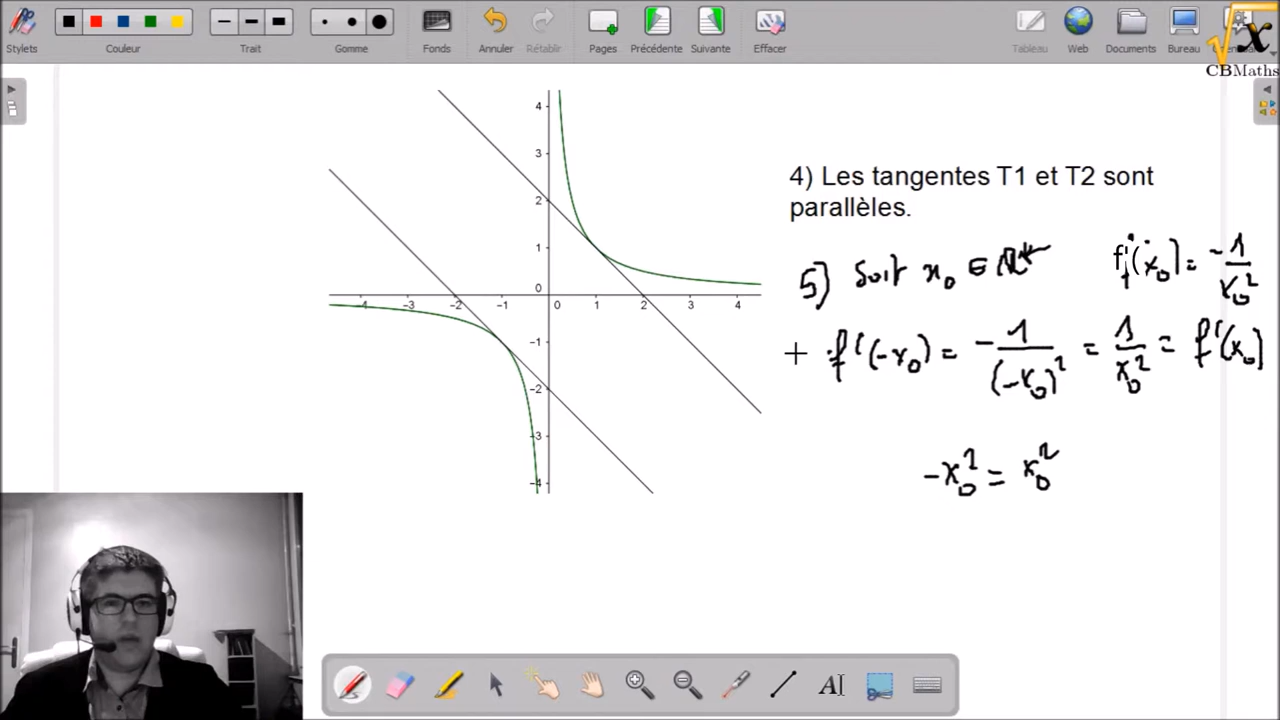 Stylets Couleur Trait Gomme Fonds Annuler Rétablir Pages Précédente Suivante Effacer Tableau Web Documents Bureau
√x
CBMaths
4 3 2 1 0 -1 -2 -3 -4
-4 -3 -2 -1 0 1 2 3 4
4) Les tangentes T1 et T2 sont
parallèles.
5) Soit x₀ ∈ ℝ* f'(x₀) = -1/x₀²
+ f'(-x₀) = -1/(-x₀)² = 1/x₀² = f'(x₀)
-x₀² = x₀²